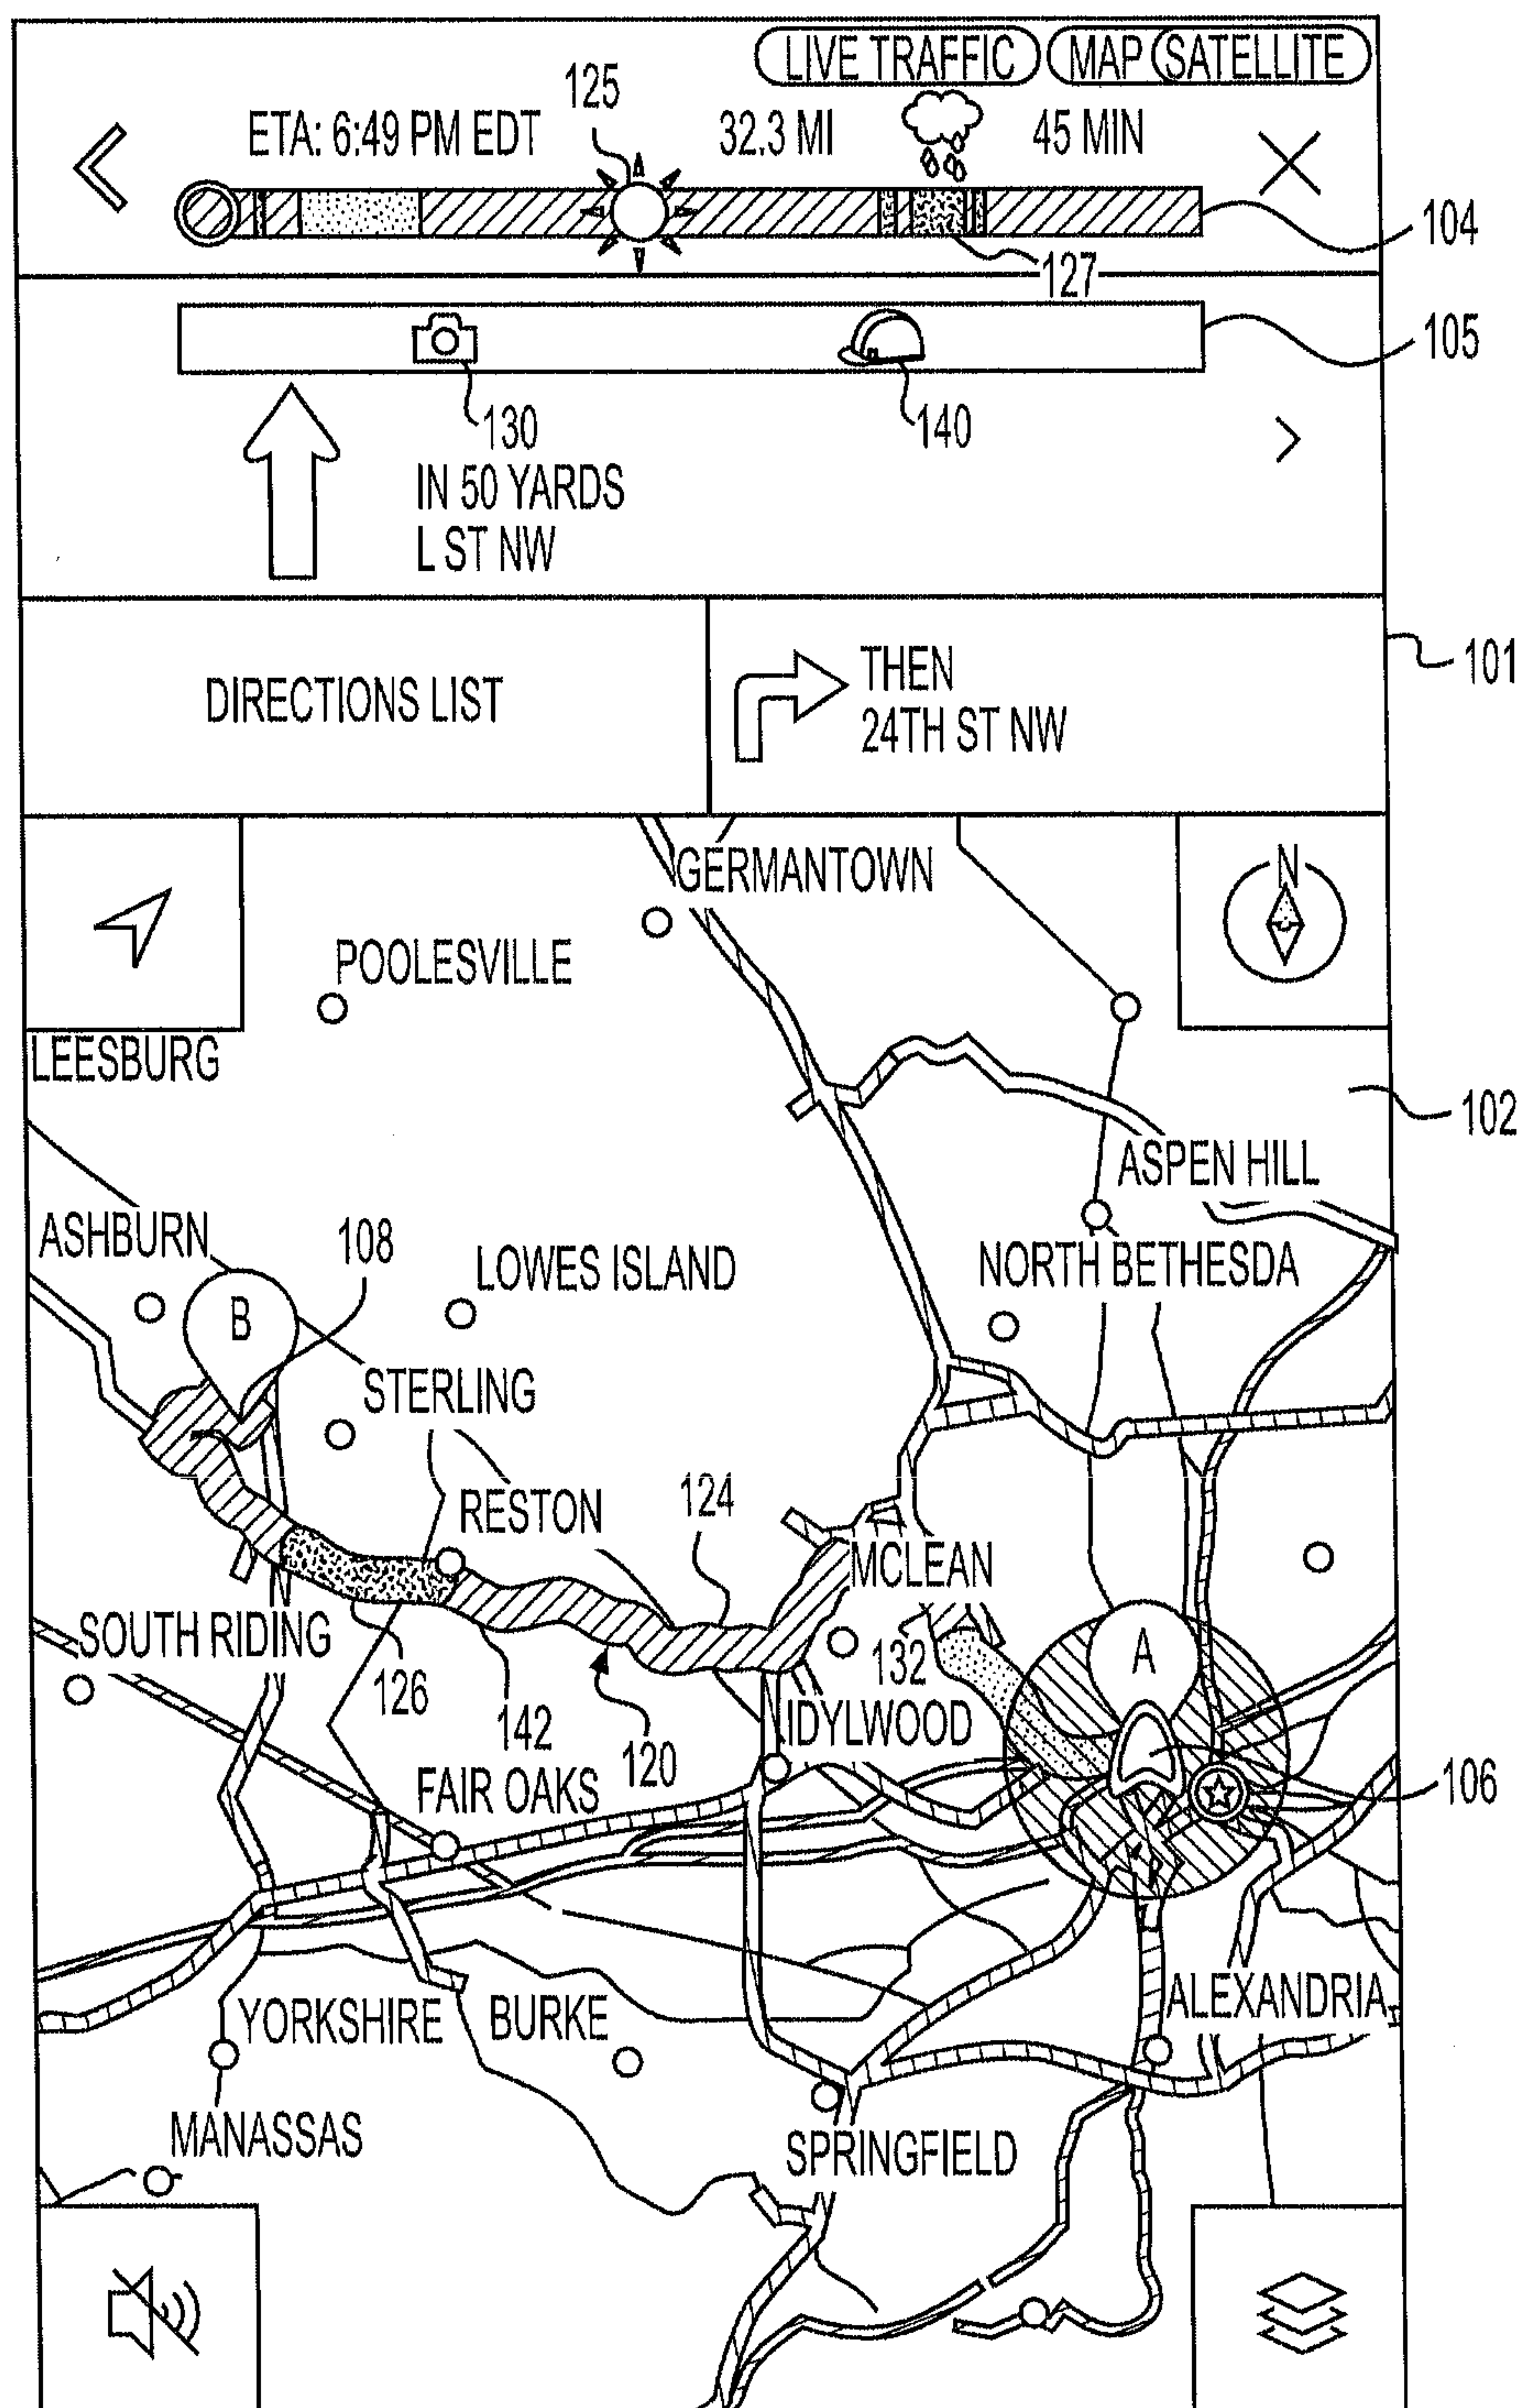 LIVE TRAFFIC MAP SATELLITE
125
ETA: 6:49 PM EDT 32.3 MI 45 MIN
104
127
105
130 140
IN 50 YARDS
L ST NW
101
DIRECTIONS LIST
THEN
24TH ST NW
GERMANTOWN
N
POOLESVILLE
LEESBURG
102
ASPEN HILL
ASHBURN 108
LOWES ISLAND
NORTH BETHESDA
B
STERLING
RESTON
124
MCLEAN
SOUTH RIDING
126
132
A
142
IDYLWOOD
120
FAIR OAKS
106
ALEXANDRIA
YORKSHIRE BURKE
MANASSAS
SPRINGFIELD